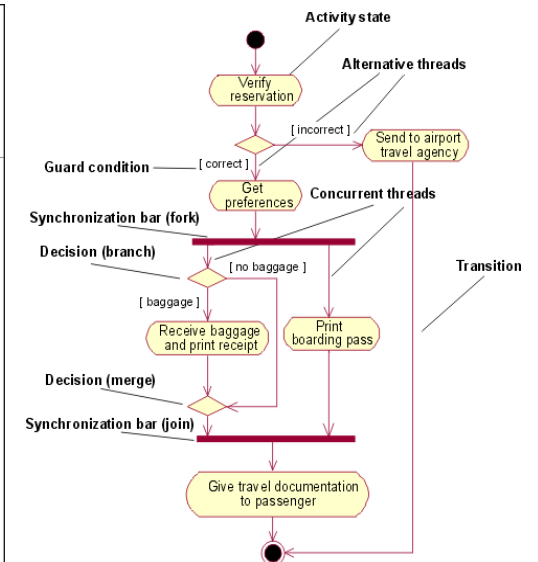 Activity state
Alternative threads
Verify
reservation
[ incorrect ]
Send to airport
travel agency
Guard condition
[ correct ]
Get
preferences
Concurrent threads
Synchronization bar (fork)
Decision (branch)
[ no baggage ]
Transition
[ baggage ]
Receive baggage
and print receipt
Print
boarding pass
Decision (merge)
Synchronization bar (join)
Give travel documentation
to passenger